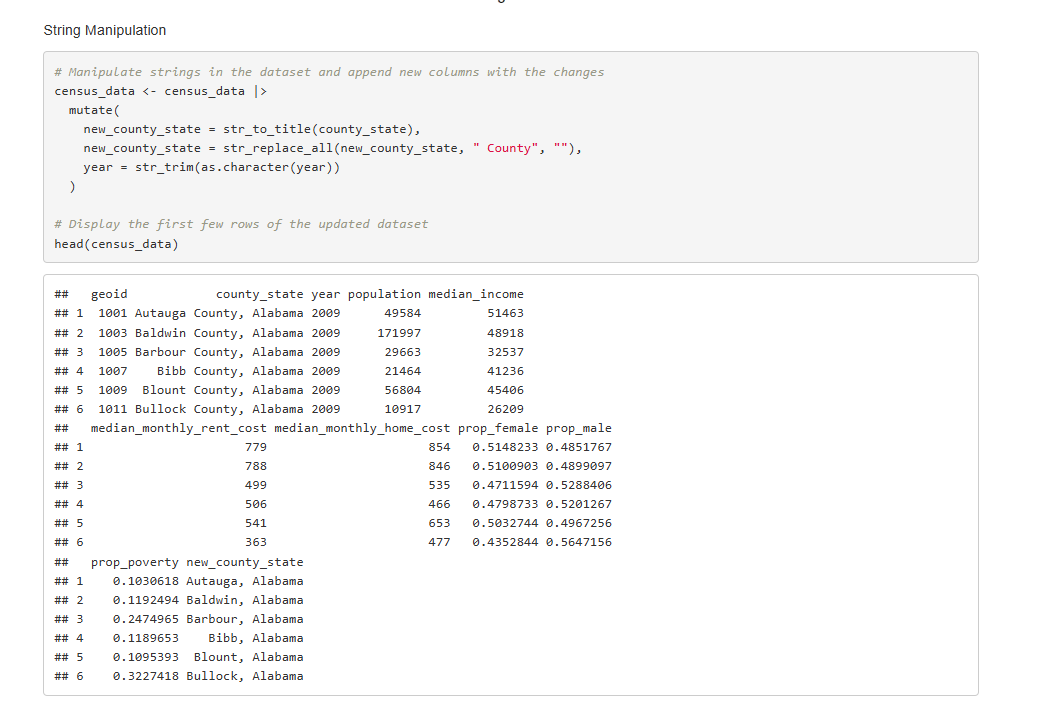 String Manipulation
# Manipulate strings in the dataset and append new columns with the changes
census_data <- census_data |>
  mutate(
    new_county_state = str_to_title(county_state),
    new_county_state = str_replace_all(new_county_state, " County", ""),
    year = str_trim(as.character(year))
  )
# Display the first few rows of the updated dataset
head(census_data)
##   geoid            county_state year population median_income
## 1  1001 Autauga County, Alabama 2009      49584         51463
## 2  1003 Baldwin County, Alabama 2009     171997         48918
## 3  1005 Barbour County, Alabama 2009      29663         32537
## 4  1007    Bibb County, Alabama 2009      21464         41236
## 5  1009  Blount County, Alabama 2009      56804         45406
## 6  1011 Bullock County, Alabama 2009      10917         26209
##   median_monthly_rent_cost median_monthly_home_cost prop_female prop_male
## 1                      779                      854   0.5148233 0.4851767
## 2                      788                      846   0.5100903 0.4899097
## 3                      499                      535   0.4711594 0.5288406
## 4                      506                      466   0.4798733 0.5201267
## 5                      541                      653   0.5032744 0.4967256
## 6                      363                      477   0.4352844 0.5647156
##   prop_poverty new_county_state
## 1    0.1030618 Autauga, Alabama
## 2    0.1192494 Baldwin, Alabama
## 3    0.2474965 Barbour, Alabama
## 4    0.1189653    Bibb, Alabama
## 5    0.1095393  Blount, Alabama
## 6    0.3227418 Bullock, Alabama